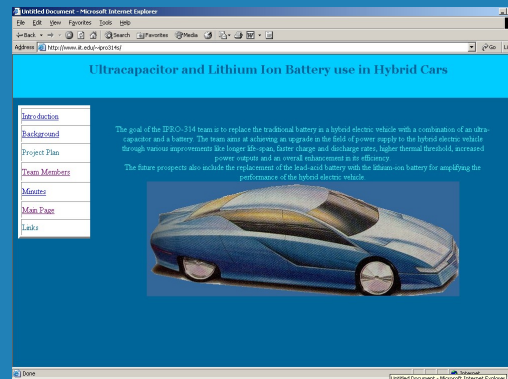 Untitled Document - Microsoft Internet Explorer
File Edit View Favorites Tools Help
Back Search Favorites Media
Address http://www.iit.edu/~ipro314s/ Go
Ultracapacitor and Lithium Ion Battery use in Hybrid Cars
Introduction
Background
Project Plan
Team Members
Minutes
Main Page
Links
The goal of the IPRO-314 team is to replace the traditional battery in a hybrid electric vehicle with a combination of an ultra-
capacitor and a battery. The team aims at achieving an upgrade in the field of power supply to the hybrid electric vehicle
through various improvements like longer life-span, faster charge and discharge rates, higher thermal threshold, increased
power outputs and an overall enhancement in its efficiency.
The future prospects also include the replacement of the lead-acid battery with the lithium-ion battery for amplifying the
performance of the hybrid electric vehicle.
Done Internet
Untitled Document - Microsoft Internet Explorer